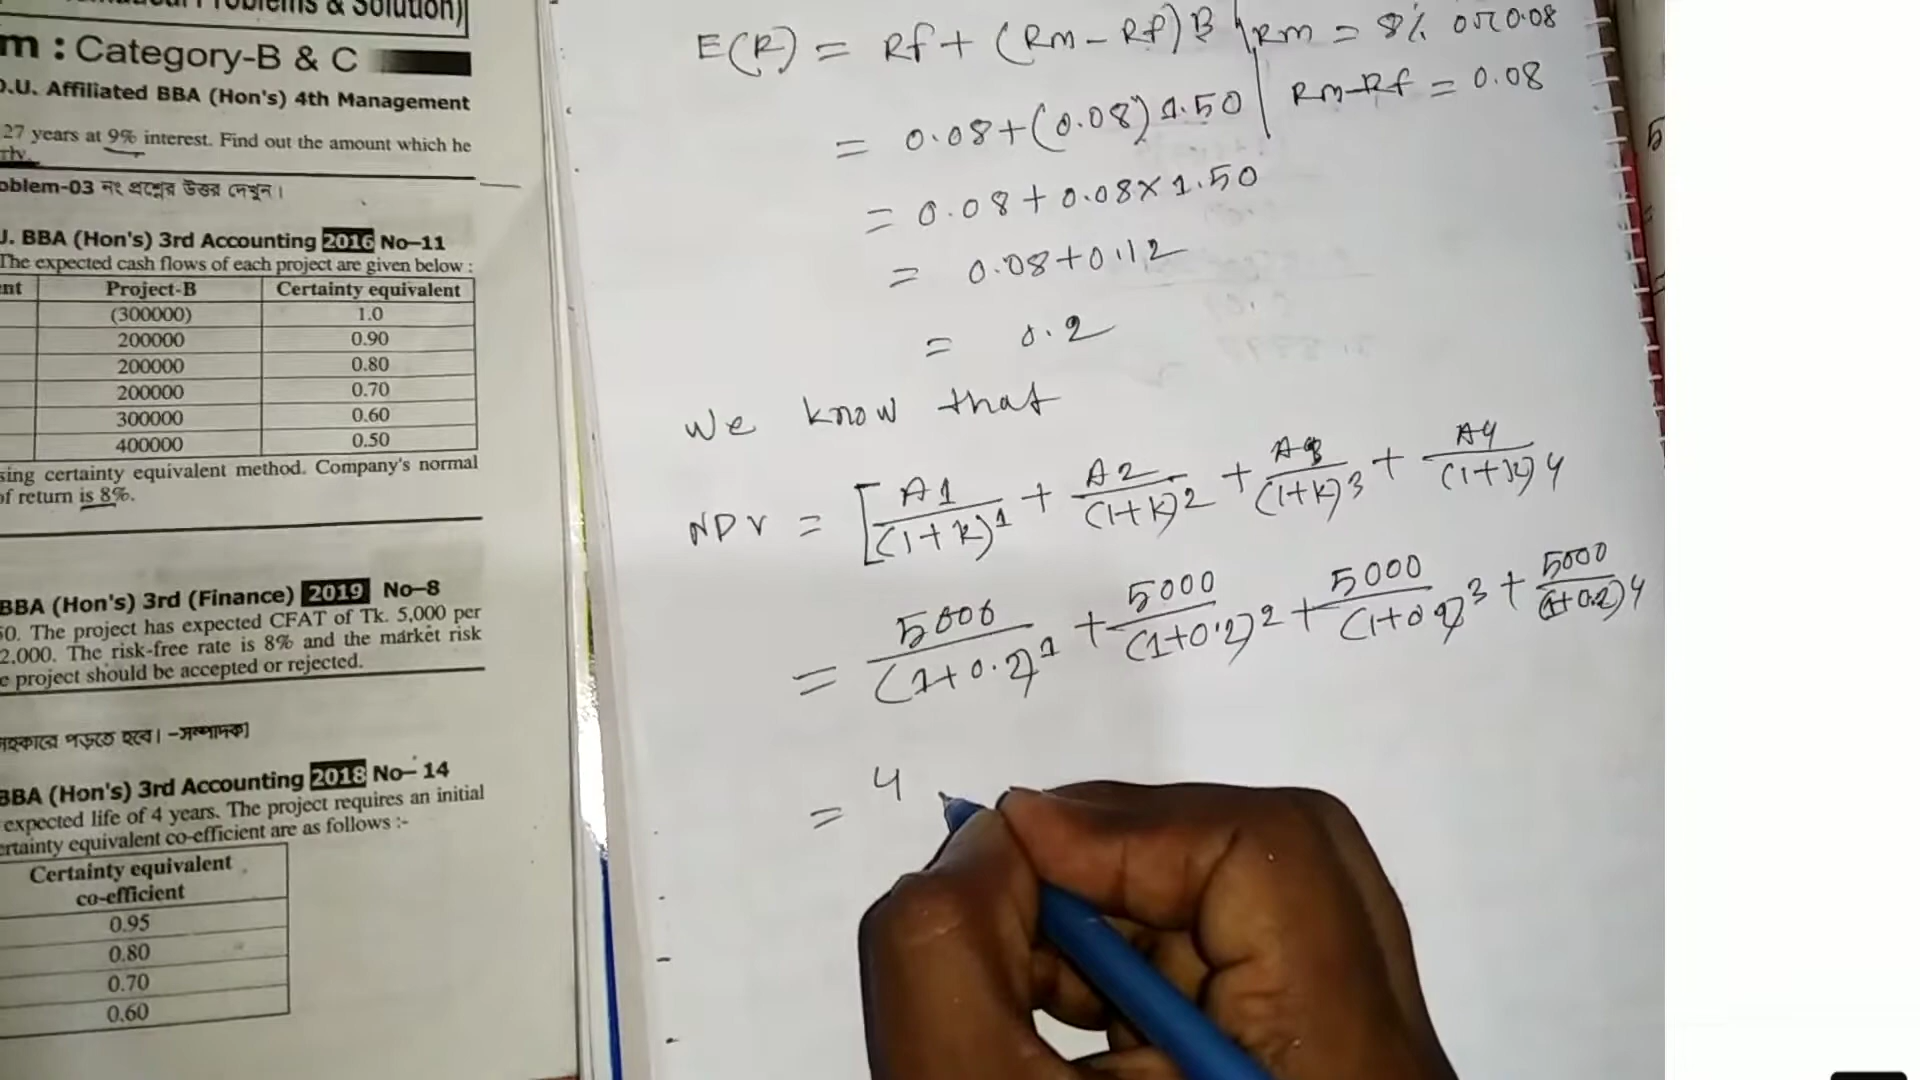 Problems & Solution)
m : Category-B & C
D.U. Affiliated BBA (Hon's) 4th Management
27 years at 9% interest. Find out the amount which he
oblem-03 নং প্রশ্নের উত্তর দেখুন।
J. BBA (Hon's) 3rd Accounting 2016 No–11
The expected cash flows of each project are given below :
nt Project-B Certainty equivalent
(300000) 1.0
200000 0.90
200000 0.80
200000 0.70
300000 0.60
400000 0.50
sing certainty equivalent method. Company's normal
of return is 8%.
BBA (Hon's) 3rd (Finance) 2019 No–8
50. The project has expected CFAT of Tk. 5,000 per
2,000. The risk-free rate is 8% and the market risk
e project should be accepted or rejected.
সহকারে পড়তে হবে। –সম্পাদক]
BBA (Hon's) 3rd Accounting 2018 No– 14
expected life of 4 years. The project requires an initial
ertainty equivalent co-efficient are as follows :-
Certainty equivalent
co-efficient
0.95
0.80
0.70
0.60
E(R) = Rf + (Rm – Rf) B | Rm = 8% or 0.08
= 0.08 + (0.08) 1.50 | Rm-Rf = 0.08
= 0.08 + 0.08 × 1.50
= 0.08 + 0.12
= 0.2
We know that
NPV = [A1/(1+K)1 + A2/(1+K)2 + A3/(1+K)3 + A4/(1+K)4
= 5000/(1+0.2)1 + 5000/(1+0.2)2 + 5000/(1+0.2)3 + 5000/(1+0.2)4
= 4